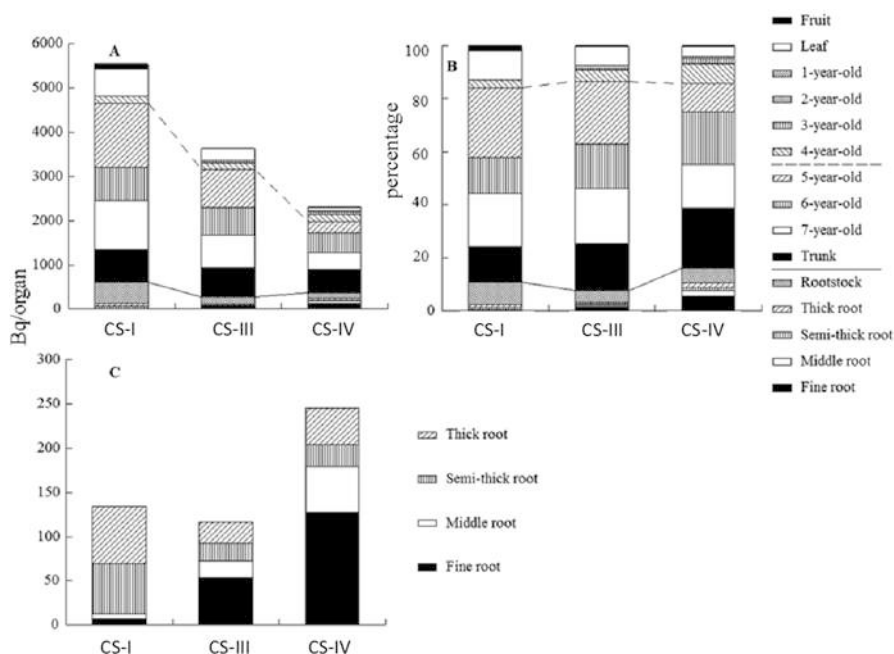 A
6000
5000
4000
3000
2000
1000
0
Bq/organ
CS-I
CS-III
CS-IV
B
100
80
60
40
20
0
percentage
CS-I
CS-III
CS-IV
Fruit
Leaf
1-year-old
2-year-old
3-year-old
4-year-old
5-year-old
6-year-old
7-year-old
Trunk
Rootstock
Thick root
Semi-thick root
Middle root
Fine root
C
300
250
200
150
100
50
0
CS-I
CS-III
CS-IV
Thick root
Semi-thick root
Middle root
Fine root